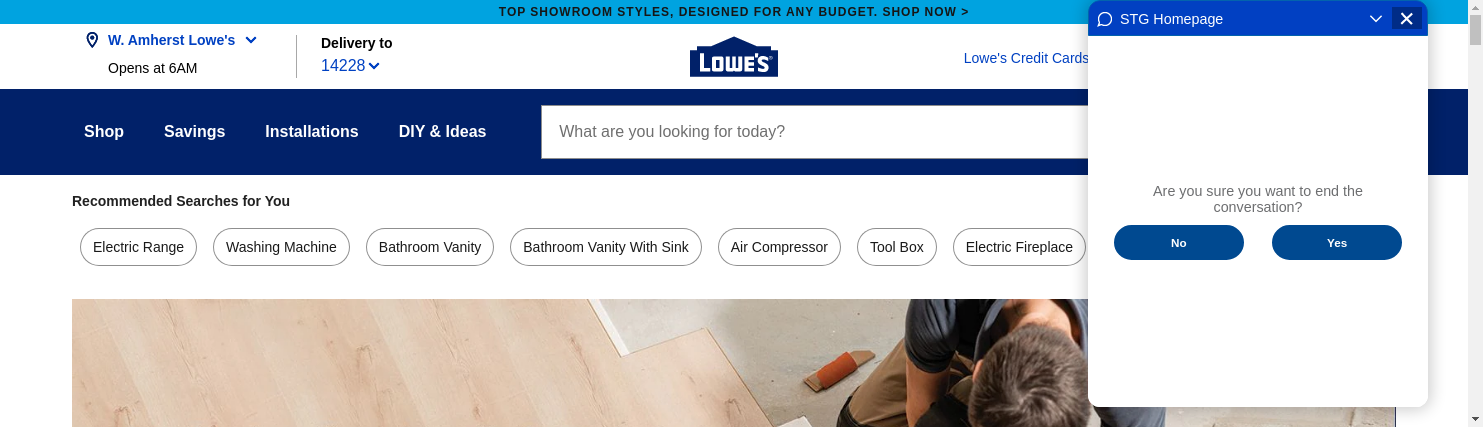 TOP SHOWROOM STYLES, DESIGNED FOR ANY BUDGET. SHOP NOW >
W. Amherst Lowe's
Opens at 6AM
Delivery to
14228
LOWE'S
Lowe's Credit Cards
STG Homepage
Shop
Savings
Installations
DIY & Ideas
What are you looking for today?
Recommended Searches for You
Electric Range
Washing Machine
Bathroom Vanity
Bathroom Vanity With Sink
Air Compressor
Tool Box
Electric Fireplace
Are you sure you want to end the
conversation?
No
Yes